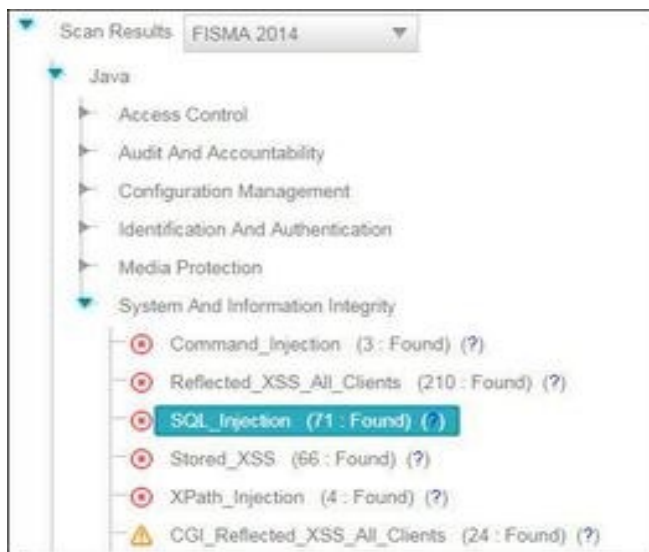 Scan Results FISMA 2014
Java
Access Control
Audit And Accountability
Configuration Management
Identification And Authentication
Media Protection
System And Information Integrity
Command_Injection (3 : Found) (?)
Reflected_XSS_All_Clients (210 : Found) (?)
SQL_Injection (71 : Found) (?)
Stored_XSS (66 : Found) (?)
XPath_Injection (4 : Found) (?)
CGI_Reflected_XSS_All_Clients (24 : Found) (?)